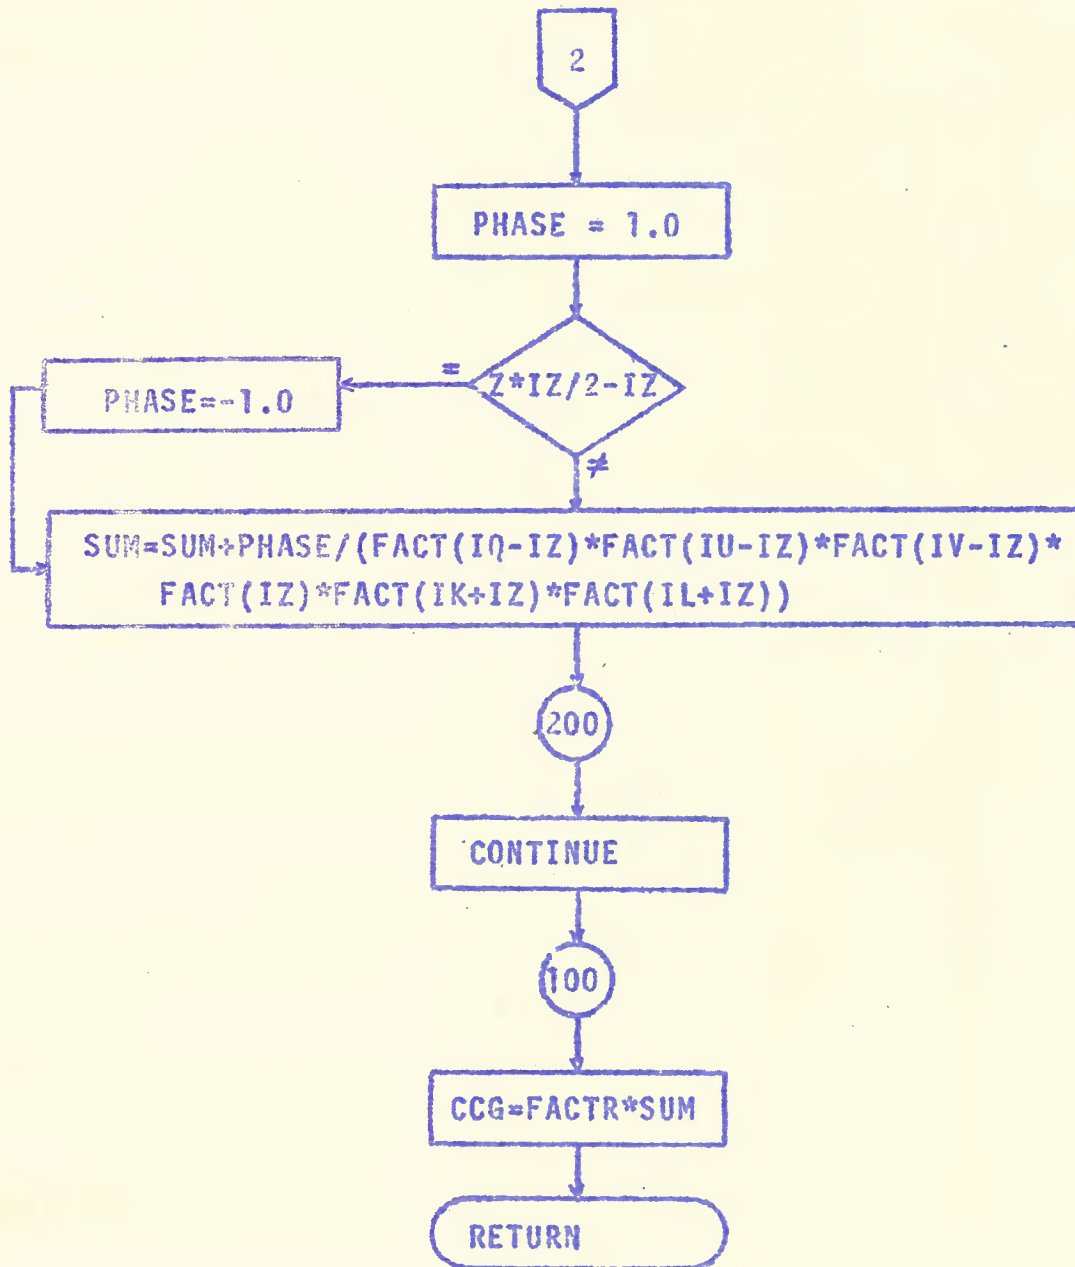 2
PHASE = 1.0
Z*IZ/2-IZ
=
PHASE=-1.0
≠
SUM=SUM+PHASE/(FACT(IQ-IZ)*FACT(IU-IZ)*FACT(IV-IZ)*
FACT(IZ)*FACT(IK+IZ)*FACT(IL+IZ))
200
CONTINUE
100
CCG=FACTR*SUM
RETURN